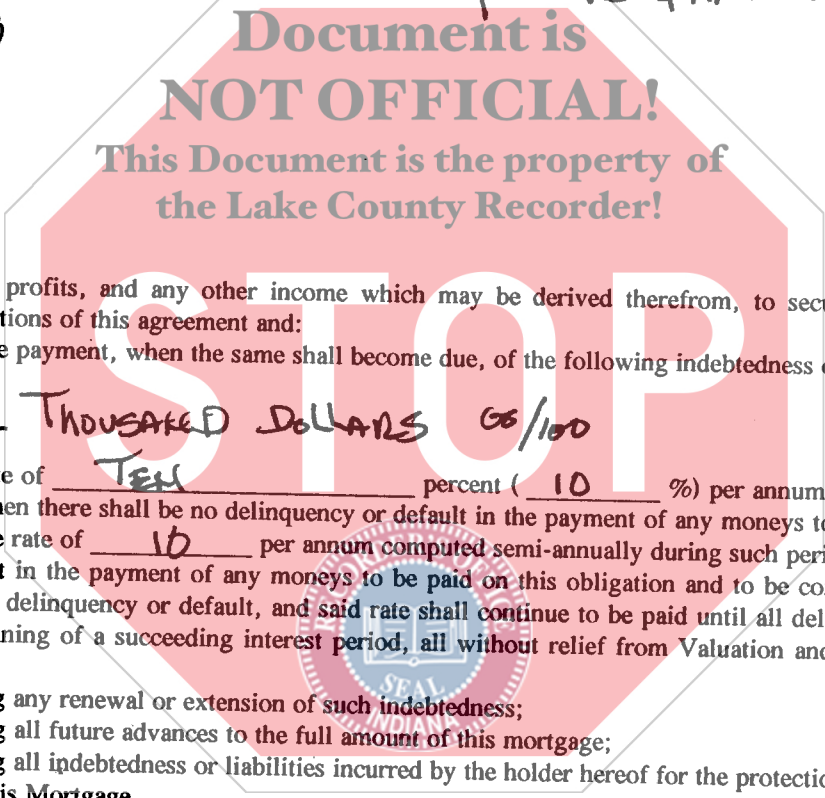 Document is
NOT OFFICIAL!
This Document is the property of
the Lake County Recorder!
STOP
profits, and any other income which may be derived therefrom, to secu
tions of this agreement and:
e payment, when the same shall become due, of the following indebtedness
THOUSAND DOLLARS 00/100
e of TEN percent ( 10 %) per annum
en there shall be no delinquency or default in the payment of any moneys to
e rate of 10 per annum computed semi-annually during such peri
t in the payment of any moneys to be paid on this obligation and to be co
delinquency or default, and said rate shall continue to be paid until all del
ning of a succeeding interest period, all without relief from Valuation and
g any renewal or extension of such indebtedness;
g all future advances to the full amount of this mortgage;
g all indebtedness or liabilities incurred by the holder hereof for the protectio
is Mortgage
SEAL
INDIANA